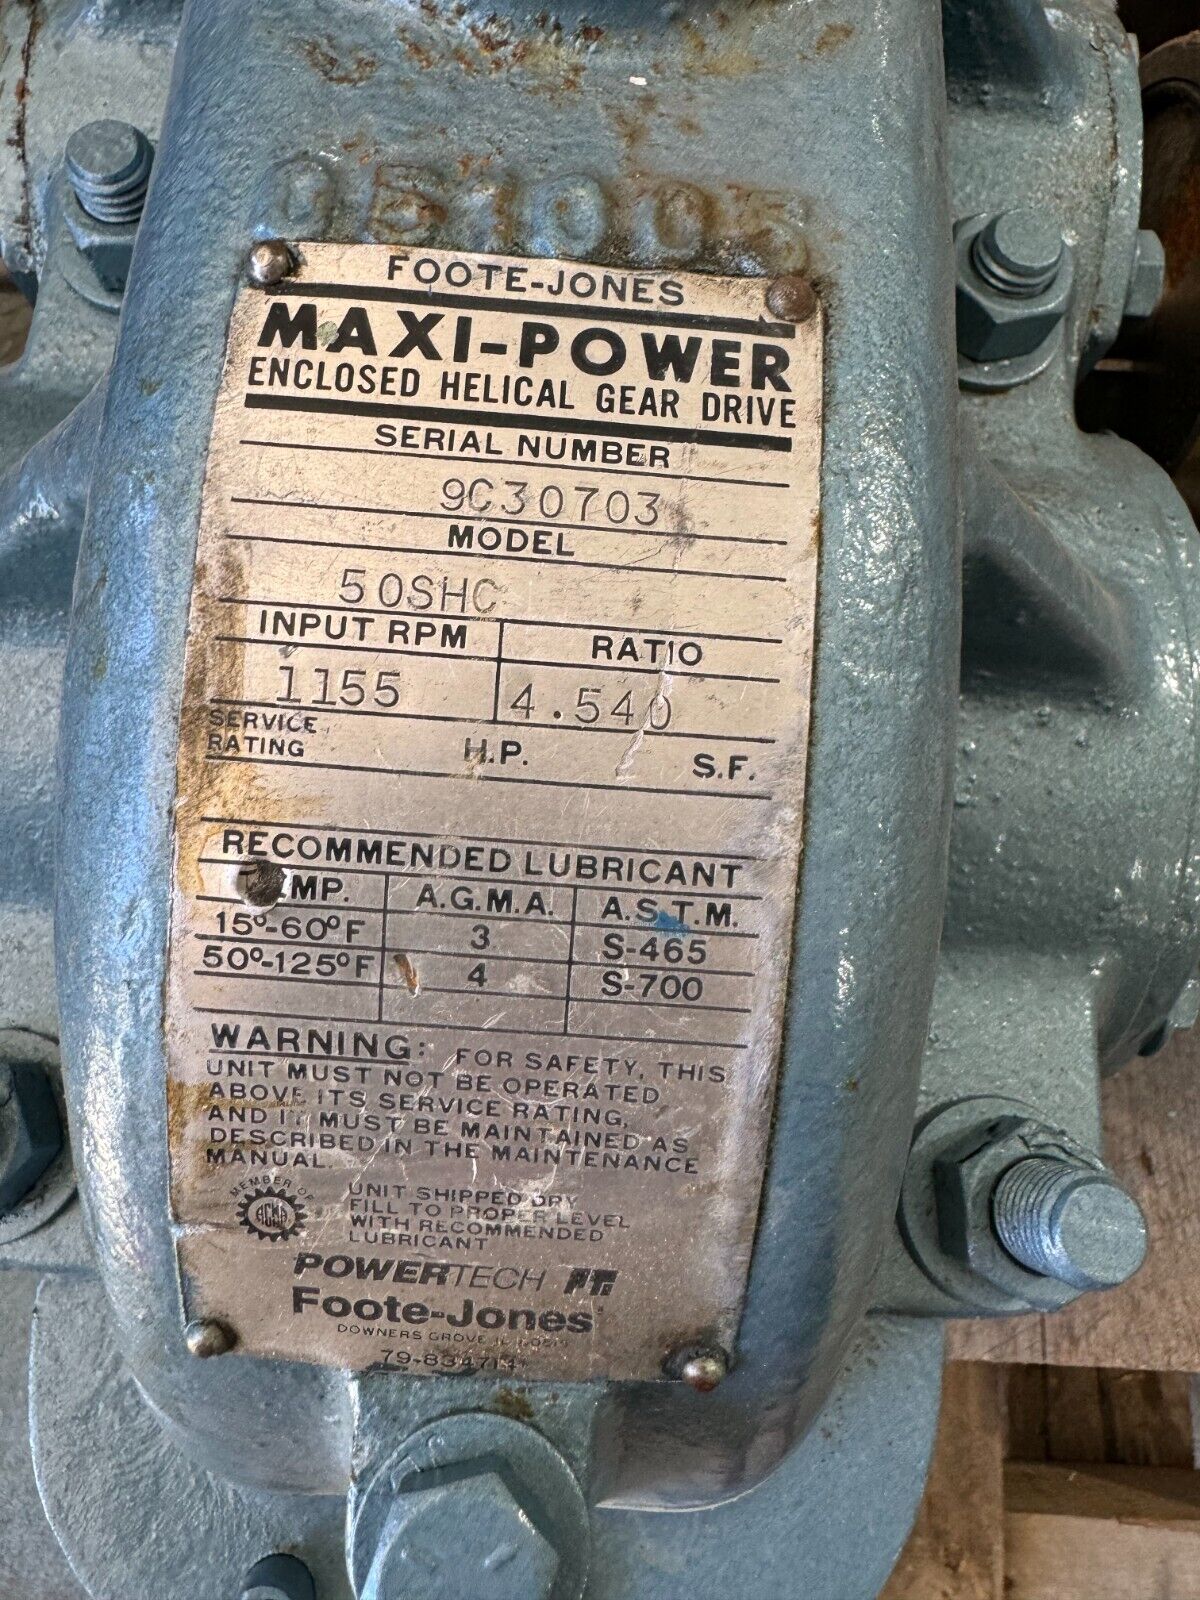 051005
FOOTE-JONES
MAXI-POWER
ENCLOSED HELICAL GEAR DRIVE
SERIAL NUMBER
9C30703
MODEL
50SHC
INPUT RPM RATIO
1155 4.540
SERVICE
RATING H.P. S.F.
RECOMMENDED LUBRICANT
A.G.M.A. A.S.T.M.
15°-60°F 3 S-465
50°-125°F 4 S-700
WARNING: FOR SAFETY, THIS
UNIT MUST NOT BE OPERATED
ABOVE ITS SERVICE RATING,
AND IT MUST BE MAINTAINED AS
DESCRIBED IN THE MAINTENANCE
MANUAL.
MEMBER OF
AGMA
UNIT SHIPPED DRY
FILL TO PROPER LEVEL
WITH RECOMMENDED
LUBRICANT
POWERTECH PT
Foote-Jones
DOWNERS GROVE, IL